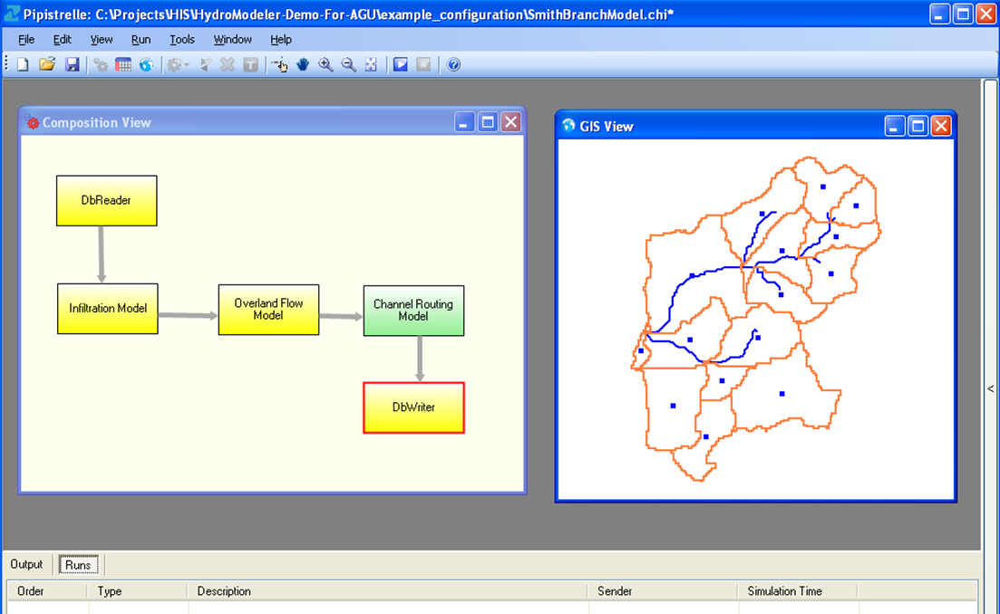 Pipistrelle: C:\Projects\HIS\HydroModeler-Demo-For-AGU\example_configuration\SmithBranchModel.chi*
File Edit View Run Tools Window Help
Composition View
GIS View
DbReader
Infiltration Model
Overland Flow
Model
Channel Routing
Model
DbWriter
<
Output Runs
Order Type Description Sender Simulation Time